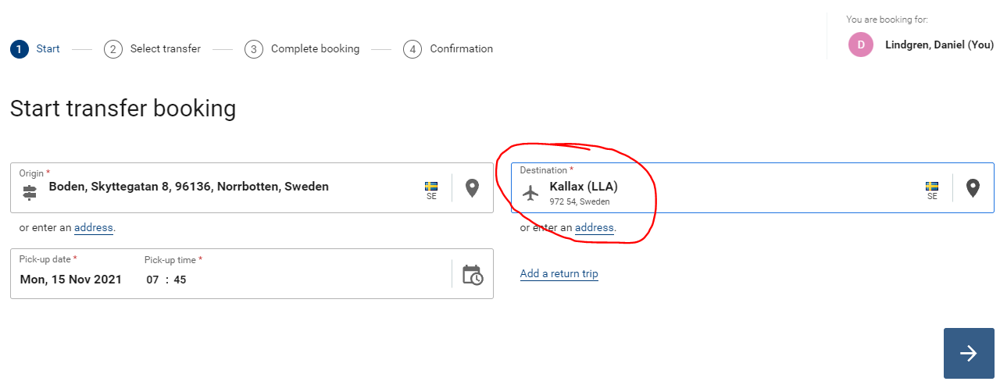 You are booking for:
1 Start 2 Select transfer 3 Complete booking 4 Confirmation
D Lindgren, Daniel (You)
Start transfer booking
Origin *
Boden, Skyttegatan 8, 96136, Norrbotten, Sweden
SE
or enter an address.
Destination *
Kallax (LLA)
972 54, Sweden
SE
or enter an address.
Pick-up date * Pick-up time *
Mon, 15 Nov 2021 07 : 45
Add a return trip